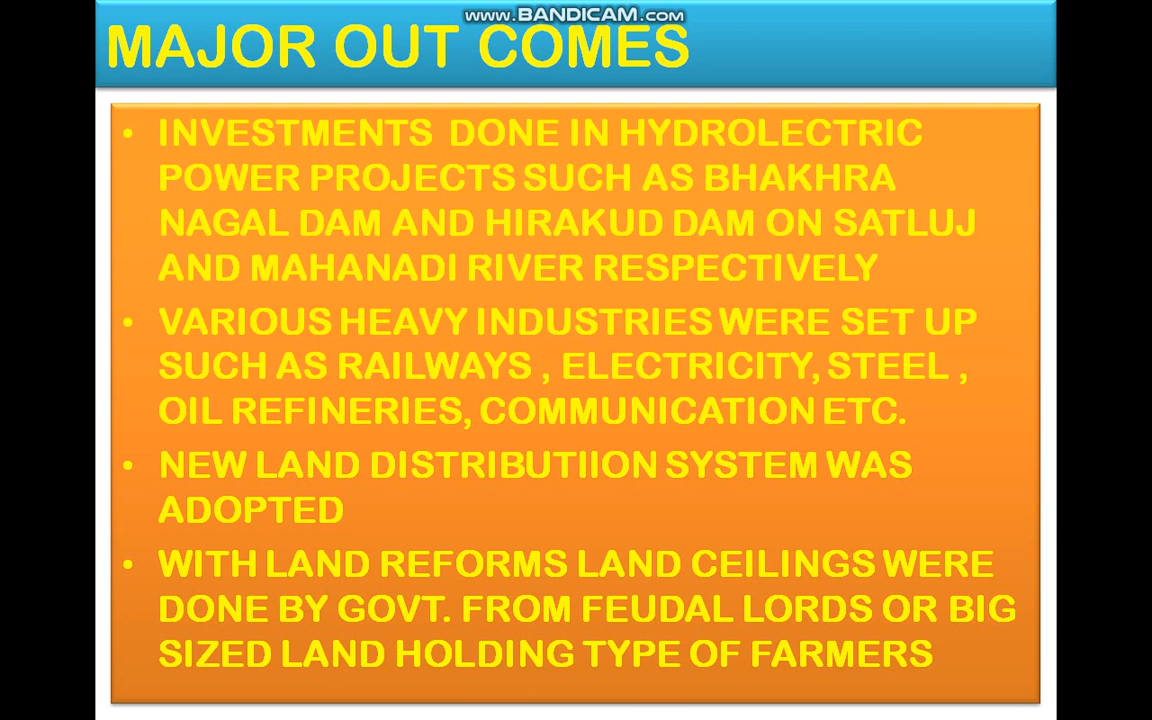 www.BANDICAM.com
MAJOR OUT COMES
• INVESTMENTS DONE IN HYDROLECTRIC
POWER PROJECTS SUCH AS BHAKHRA
NAGAL DAM AND HIRAKUD DAM ON SATLUJ
AND MAHANADI RIVER RESPECTIVELY
• VARIOUS HEAVY INDUSTRIES WERE SET UP
SUCH AS RAILWAYS , ELECTRICITY, STEEL ,
OIL REFINERIES, COMMUNICATION ETC.
• NEW LAND DISTRIBUTIION SYSTEM WAS
ADOPTED
• WITH LAND REFORMS LAND CEILINGS WERE
DONE BY GOVT. FROM FEUDAL LORDS OR BIG
SIZED LAND HOLDING TYPE OF FARMERS